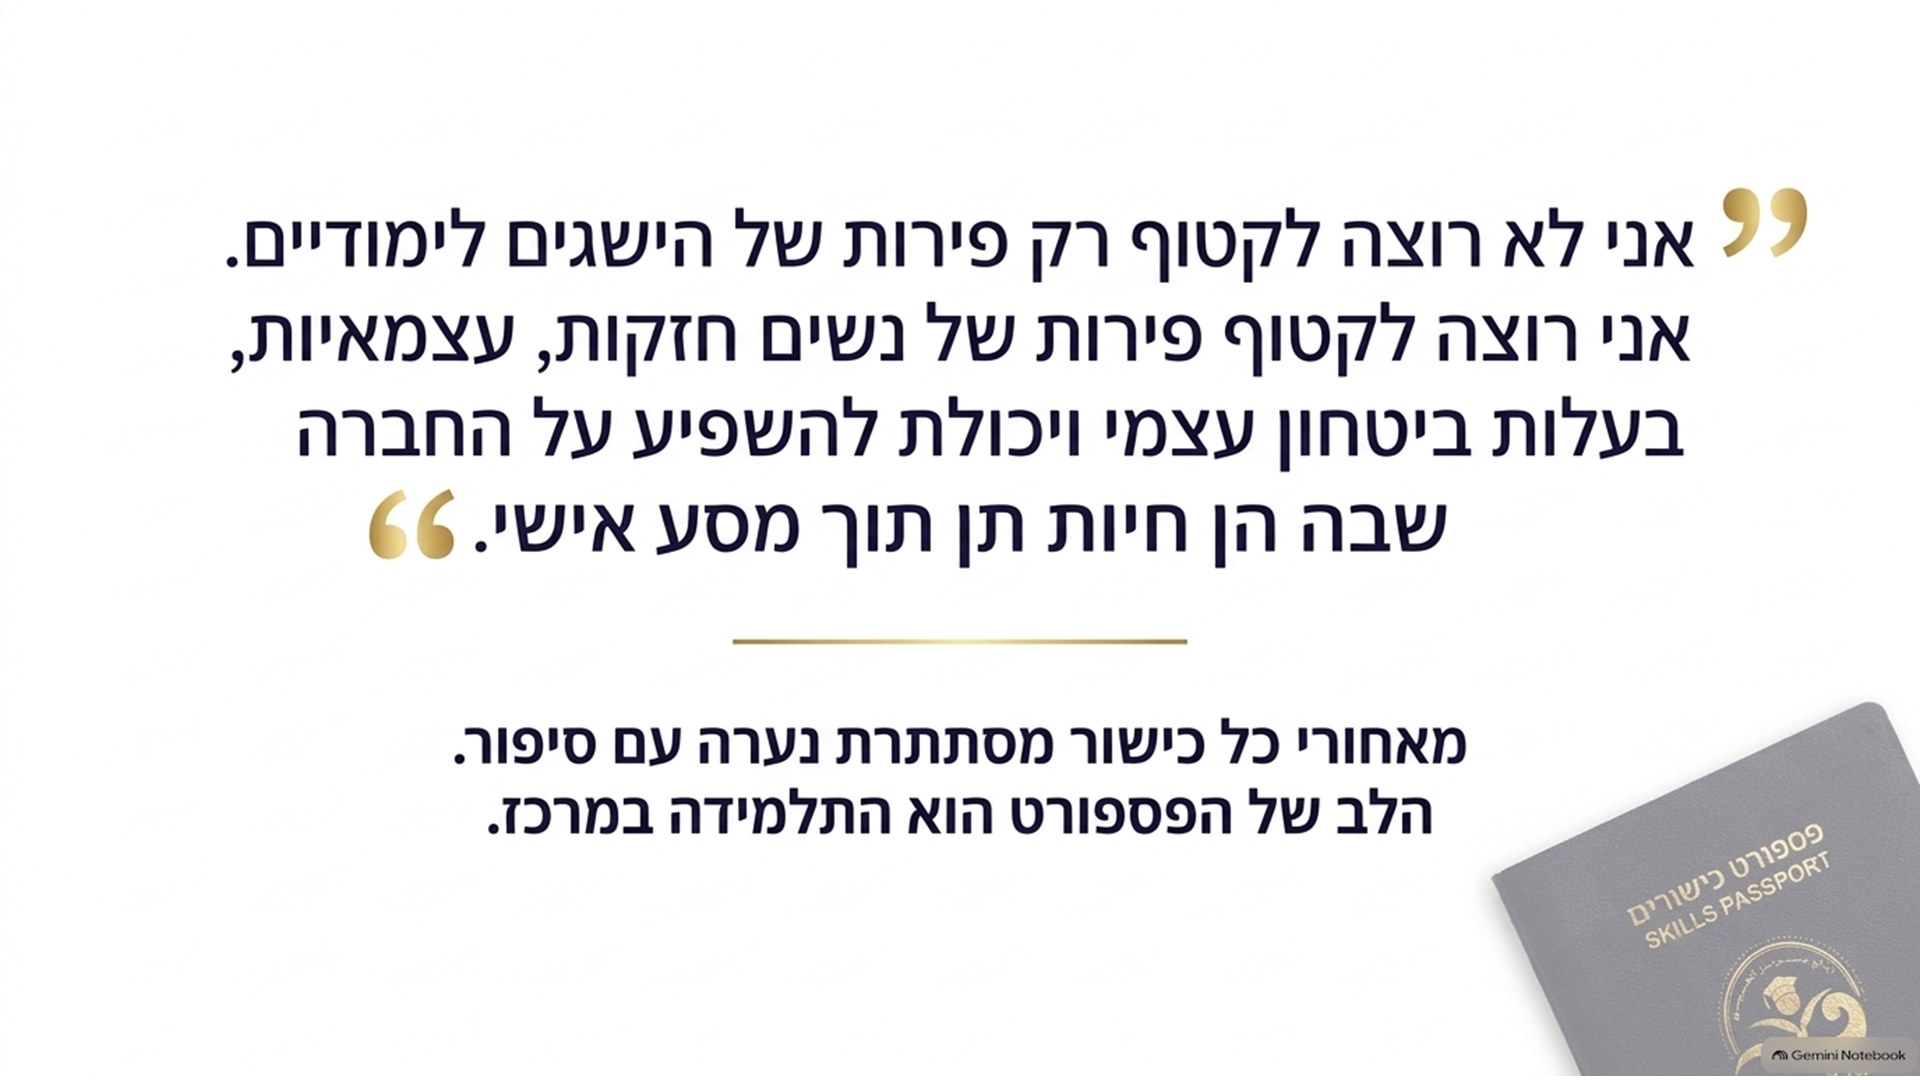 אני לא רוצה לקטוף רק פירות של הישגים לימודיים.
אני רוצה לקטוף פירות של נשים חזקות, עצמאיות,
בעלות ביטחון עצמי ויכולת להשפיע על החברה
שבה הן חיות תן תוך מסע אישי.
מאחורי כל כישור מסתתרת נערה עם סיפור.
הלב של הפספורט הוא התלמידה במרכז.
פספורט כישורים
SKILLS PASSPORT
Gemini Notebook